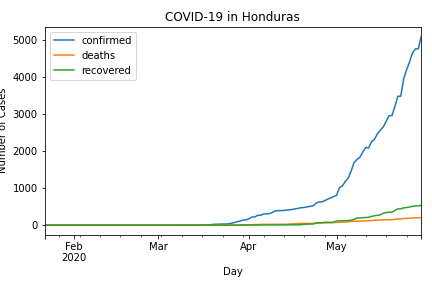 COVID-19 in Honduras
confirmed
deaths
recovered
5000
4000
3000
2000
1000
0
Number of Cases
Feb
2020
Mar
Apr
May
Day